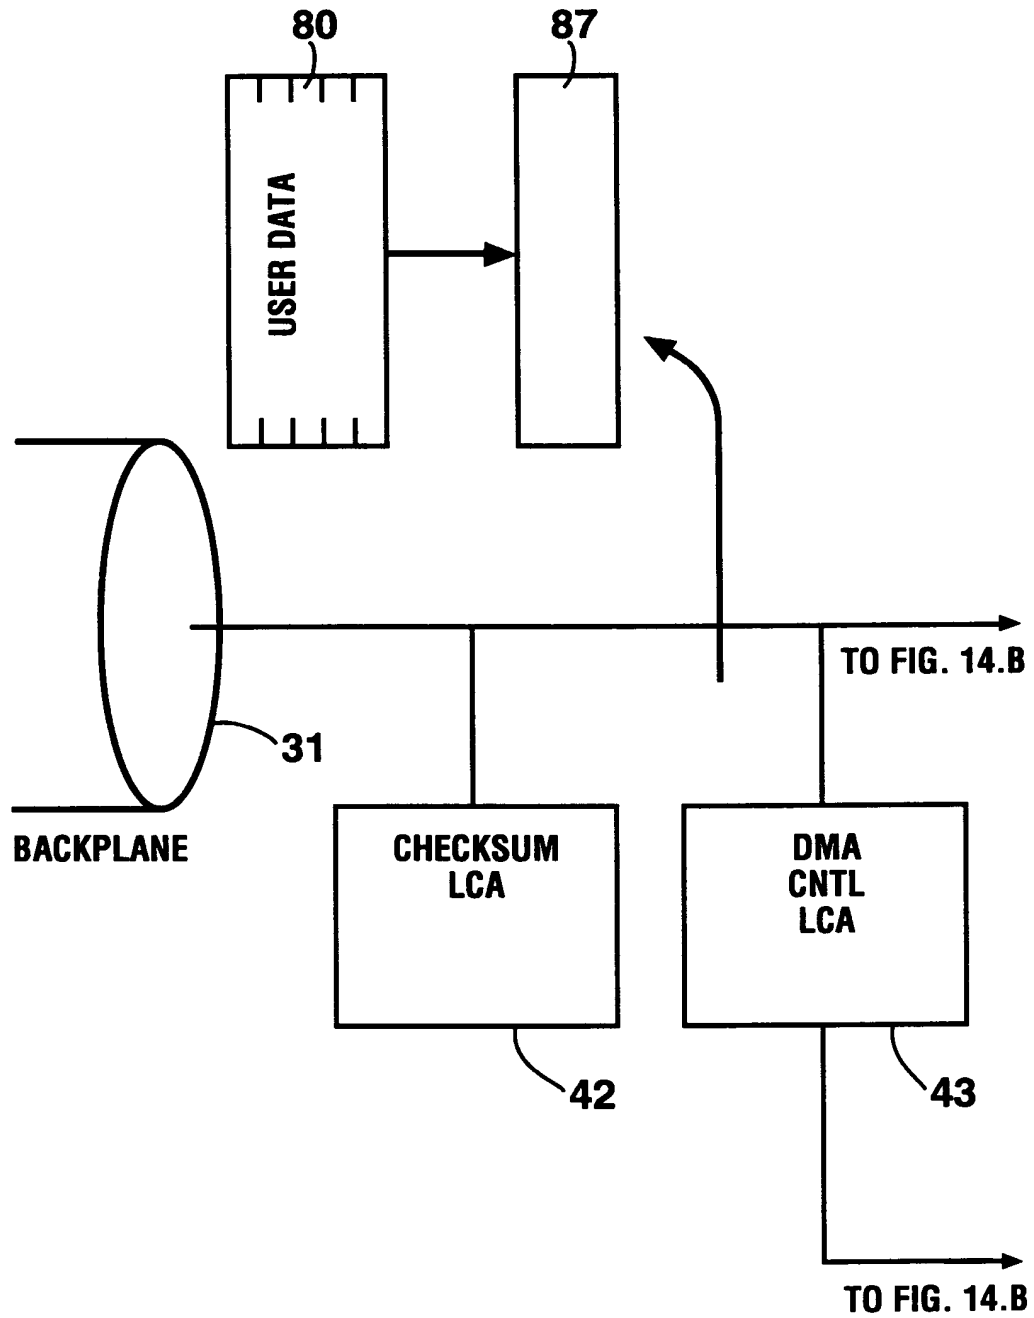 80
87
USER DATA
TO FIG. 14.B
31
BACKPLANE
CHECKSUM
LCA
DMA
CNTL
LCA
42
43
TO FIG. 14.B